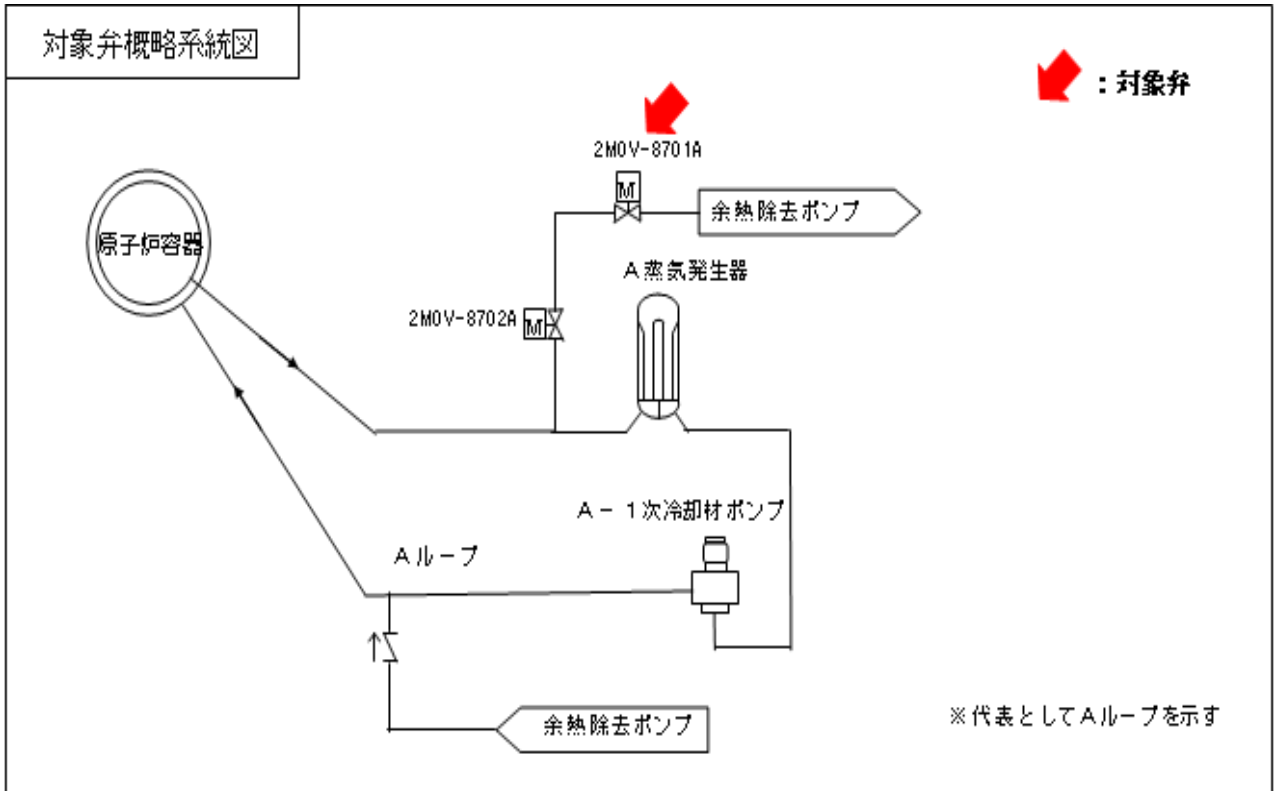 対象弁概略系統図
：対象弁
2MOV-8701A
M
余熱除去ポンプ
原子炉容器
A蒸気発生器
2MOV-8702A
M
A－1次冷却材ポンプ
Aループ
余熱除去ポンプ
※代表としてAループを示す